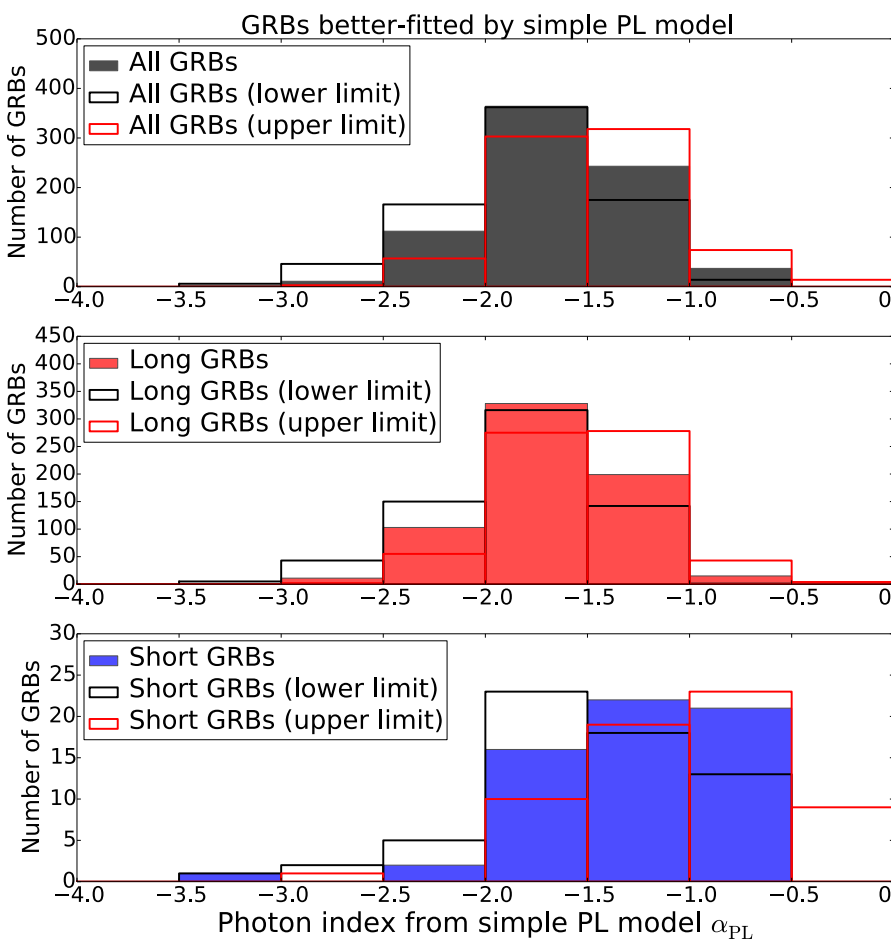 GRBs better-fitted by simple PL model
500
400
300
200
100
0
Number of GRBs
All GRBs
All GRBs (lower limit)
All GRBs (upper limit)
−4.0 −3.5 −3.0 −2.5 −2.0 −1.5 −1.0 −0.5 0
450
400
350
300
250
200
150
100
50
0
Number of GRBs
Long GRBs
Long GRBs (lower limit)
Long GRBs (upper limit)
−4.0 −3.5 −3.0 −2.5 −2.0 −1.5 −1.0 −0.5 0
30
25
20
15
10
5
0
Number of GRBs
Short GRBs
Short GRBs (lower limit)
Short GRBs (upper limit)
−4.0 −3.5 −3.0 −2.5 −2.0 −1.5 −1.0 −0.5 0
Photon index from simple PL model α_PL